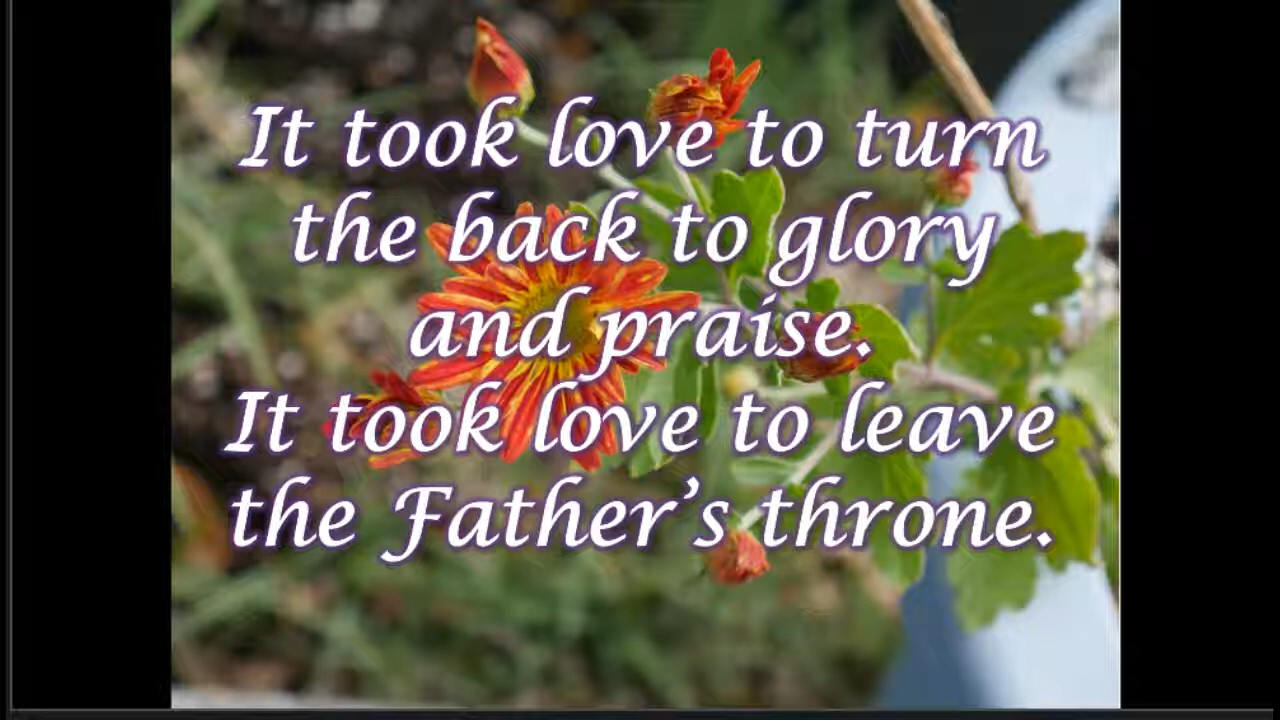 It took love to turn
the back to glory
and praise.
It took love to leave
the Father’s throne.